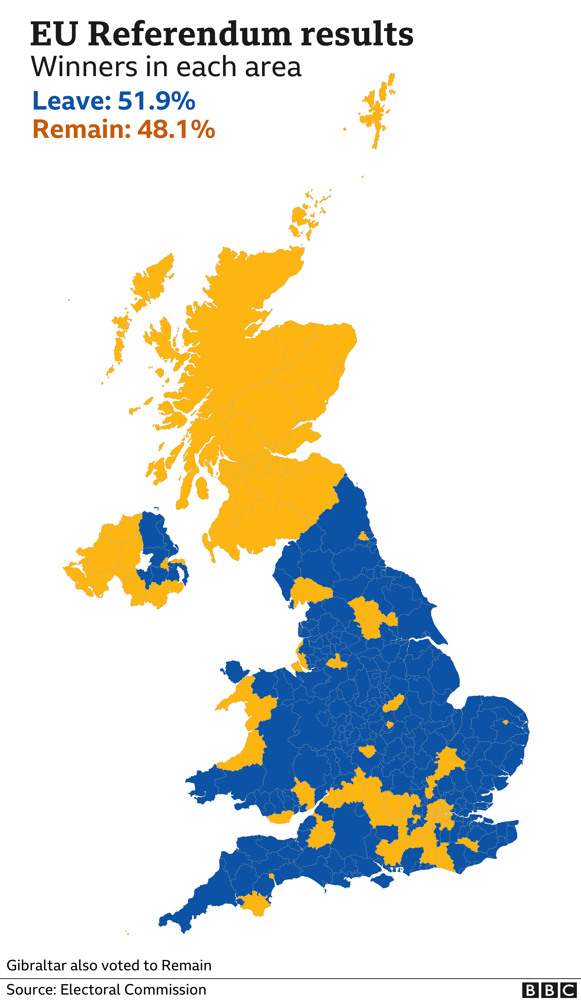 EU Referendum results
Winners in each area
Leave: 51.9%
Remain: 48.1%
Gibraltar also voted to Remain
Source: Electoral Commission
BBC